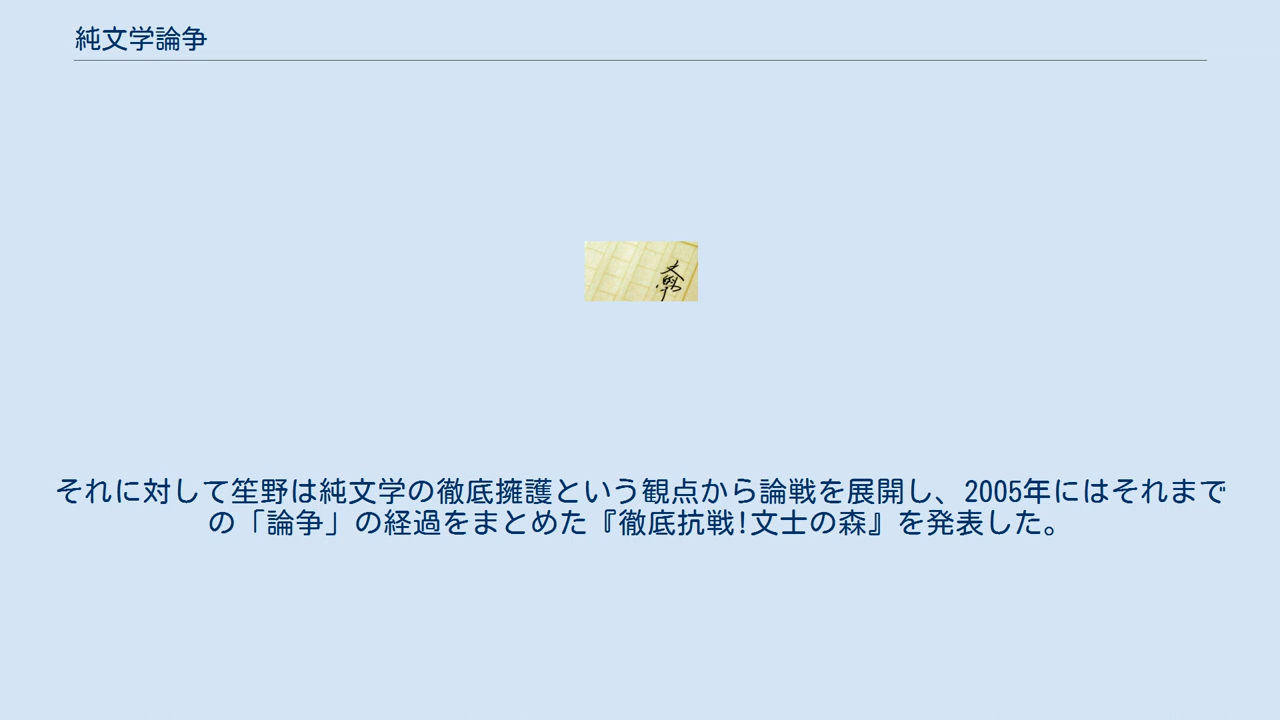 純文学論争
それに対して笙野は純文学の徹底擁護という観点から論戦を展開し、2005年にはそれまで
の「論争」の経過をまとめた『徹底抗戦!文士の森』を発表した。